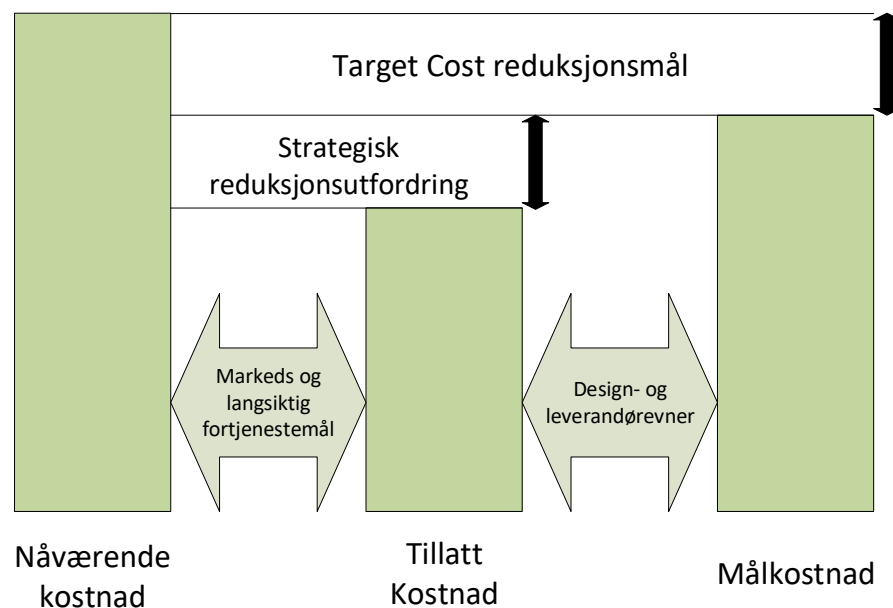 Target Cost reduksjonsmål
Strategisk
reduksjonsutfordring
Markeds og
langsiktig
fortjenestemål
Design- og
leverandørevner
Nåværende
kostnad
Tillatt
Kostnad
Målkostnad